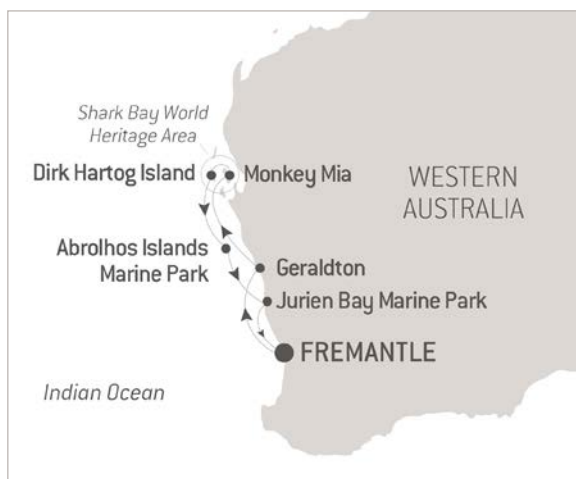 Shark Bay World
Heritage Area
Dirk Hartog Island
Monkey Mia
WESTERN
AUSTRALIA
Abrolhos Islands
Marine Park
Geraldton
Jurien Bay Marine Park
FREMANTLE
Indian Ocean